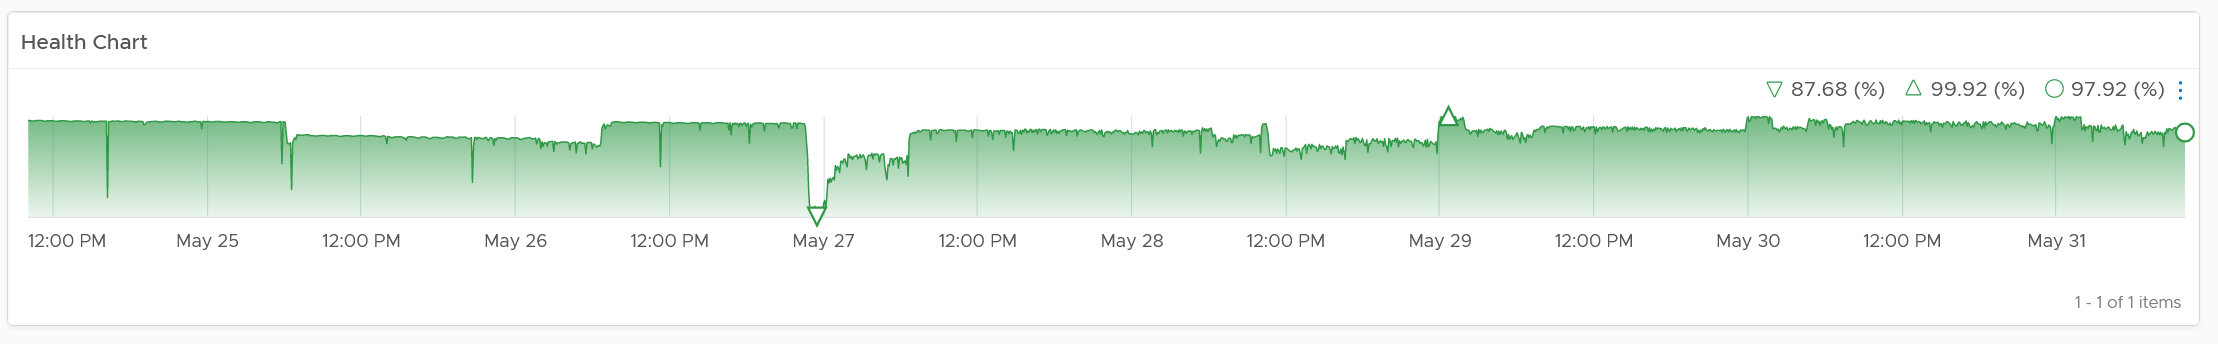 Health Chart
87.68 (%) 99.92 (%) 97.92 (%)
12:00 PM May 25 12:00 PM May 26 12:00 PM May 27 12:00 PM May 28 12:00 PM May 29 12:00 PM May 30 12:00 PM May 31
1 - 1 of 1 items